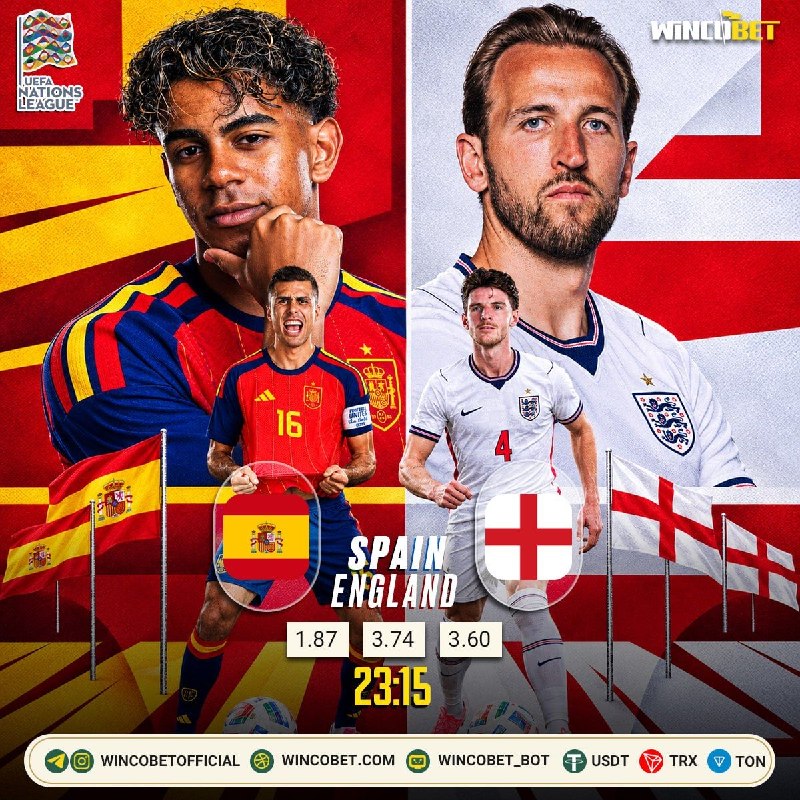 UEFA
NATIONS
LEAGUE
WINCOBET
16
4
SPAIN
ENGLAND
1.87 3.74 3.60
23:15
WINCOBETOFFICIAL WINCOBET.COM WINCOBET_BOT USDT TRX TON